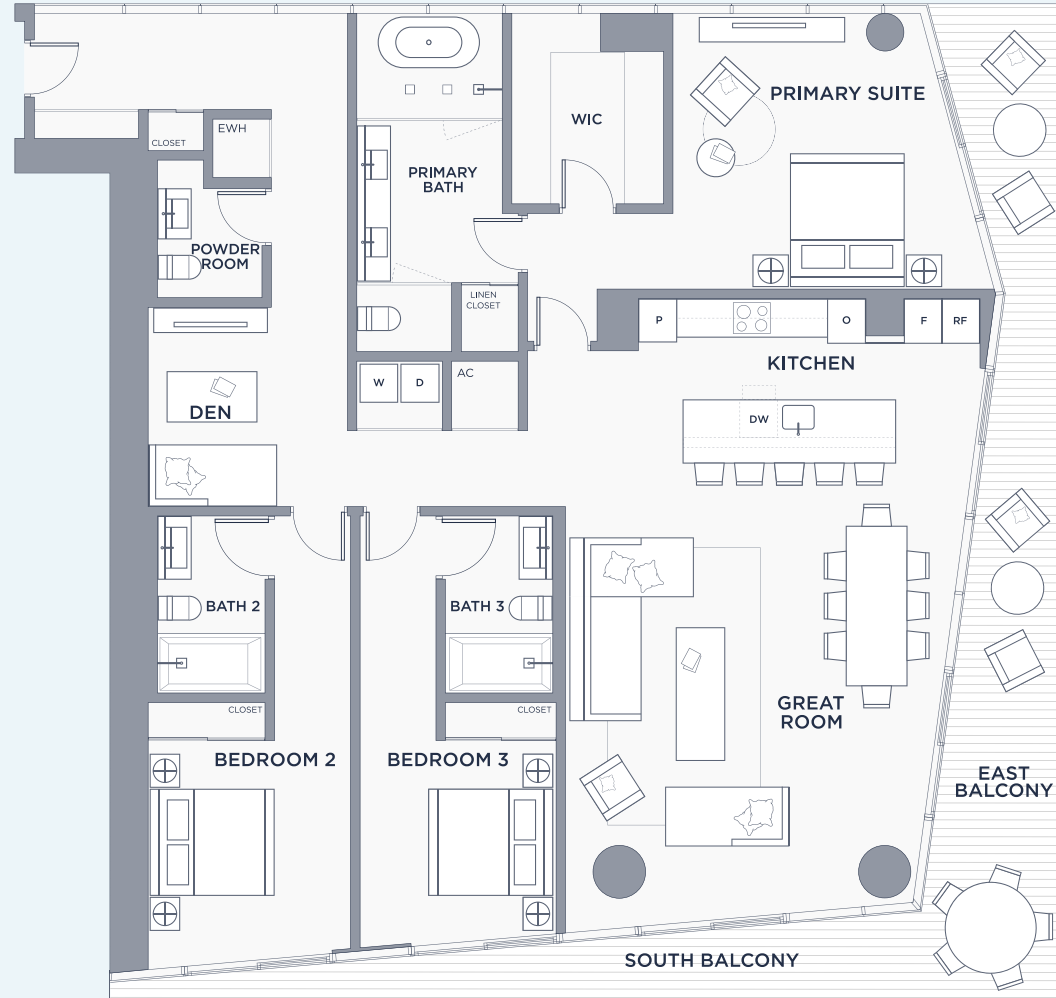 CLOSET
EWH
POWDER
ROOM
PRIMARY
BATH
WIC
PRIMARY SUITE
LINEN
CLOSET
W
D
AC
P
O
F
RF
KITCHEN
DW
DEN
BATH 2
BATH 3
CLOSET
CLOSET
BEDROOM 2
BEDROOM 3
GREAT
ROOM
EAST
BALCONY
SOUTH BALCONY